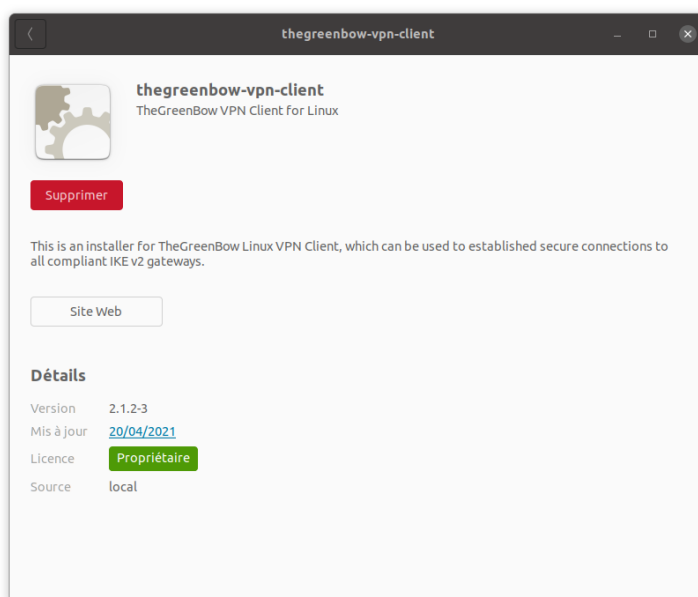 thegreenbow-vpn-client
thegreenbow-vpn-client
TheGreenBow VPN Client for Linux
Supprimer
This is an installer for TheGreenBow Linux VPN Client, which can be used to established secure connections to
all compliant IKE v2 gateways.
Site Web
Détails
Version 2.1.2-3
Mis à jour 20/04/2021
Licence Propriétaire
Source local